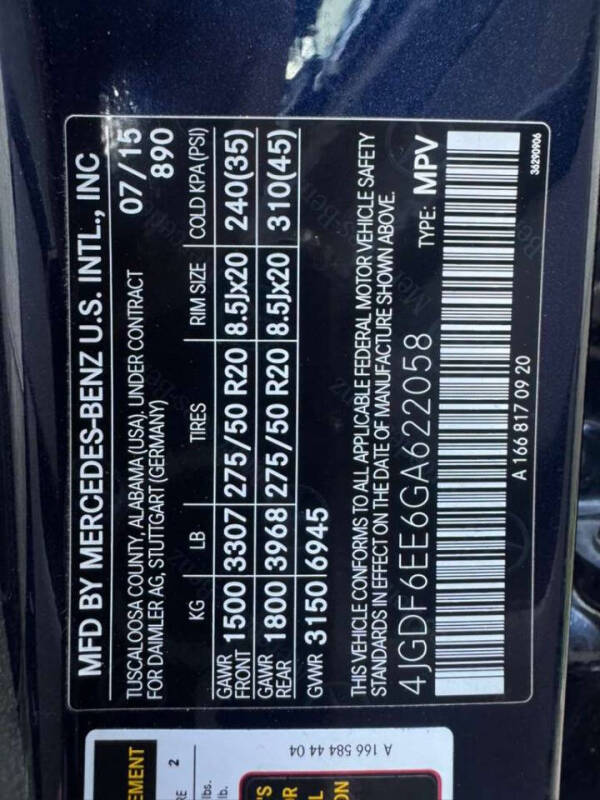 MFD BY MERCEDES-BENZ U.S. INTL., INC
TUSCALOOSA COUNTY, ALABAMA (USA), UNDER CONTRACT 07/15
FOR DAIMLER AG, STUTTGART (GERMANY) 890
KG LB TIRES RIM SIZE COLD KPA (PSI)
GAWR FRONT 1500 3307 275/50 R20 8.5Jx20 240(35)
GAWR REAR 1800 3968 275/50 R20 8.5Jx20 310(45)
GVWR 3150 6945
THIS VEHICLE CONFORMS TO ALL APPLICABLE FEDERAL MOTOR VEHICLE SAFETY
STANDARDS IN EFFECT ON THE DATE OF MANUFACTURE SHOWN ABOVE.
4JGDF6EE6GA622058 TYPE: MPV
A 166 817 09 20 36290906
A 166 584 44 04
2
lbs.
lb.